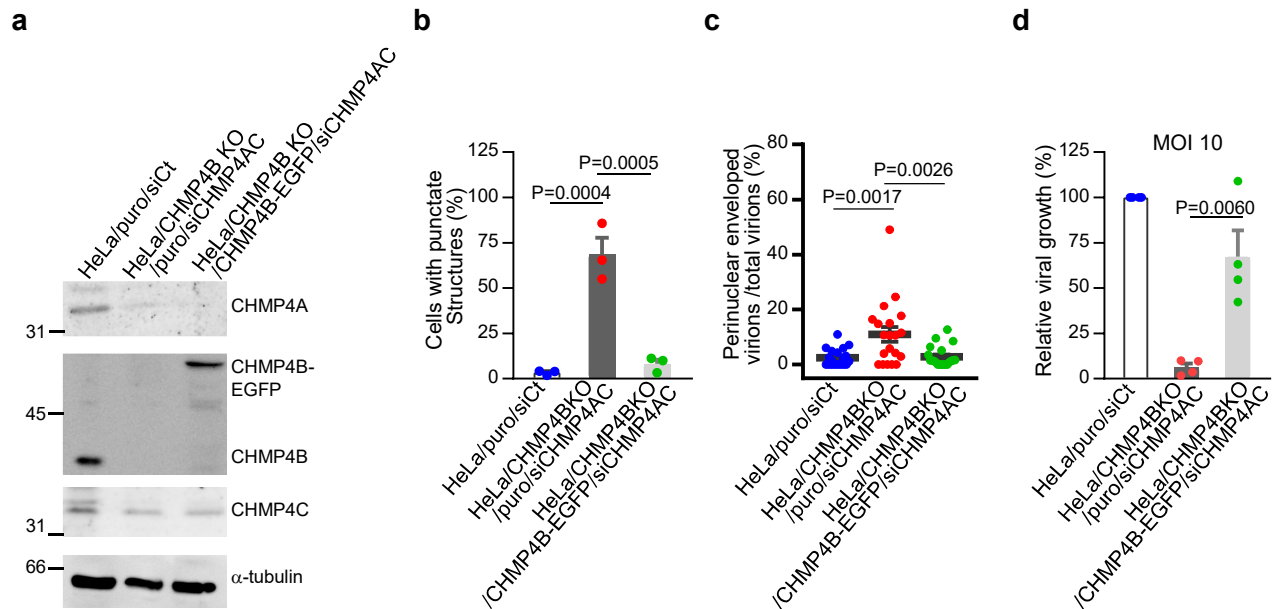 a
HeLa/puro/siCt
HeLa/CHMP4B KO
/puro/siCHMP4AC
HeLa/CHMP4B KO
/CHMP4B-EGFP/siCHMP4AC
CHMP4A
31
CHMP4B-
EGFP
45
CHMP4B
CHMP4C
31
66
α-tubulin
b
Cells with punctate
Structures (%)
125
100
75
50
25
0
P=0.0005
P=0.0004
HeLa/puro/siCt
HeLa/CHMP4BKO
/puro/siCHMP4AC
HeLa/CHMP4BKO
/CHMP4B-EGFP/siCHMP4AC
c
Perinuclear enveloped
virions /total virions (%)
80
60
40
20
0
P=0.0026
P=0.0017
HeLa/puro/siCt
HeLa/CHMP4BKO
/puro/siCHMP4AC
HeLa/CHMP4BKO
/CHMP4B-EGFP/siCHMP4AC
d
MOI 10
Relative viral growth (%)
125
100
75
50
25
0
P=0.0060
HeLa/puro/siCt
HeLa/CHMP4BKO
/puro/siCHMP4AC
HeLa/CHMP4BKO
/CHMP4B-EGFP/siCHMP4AC